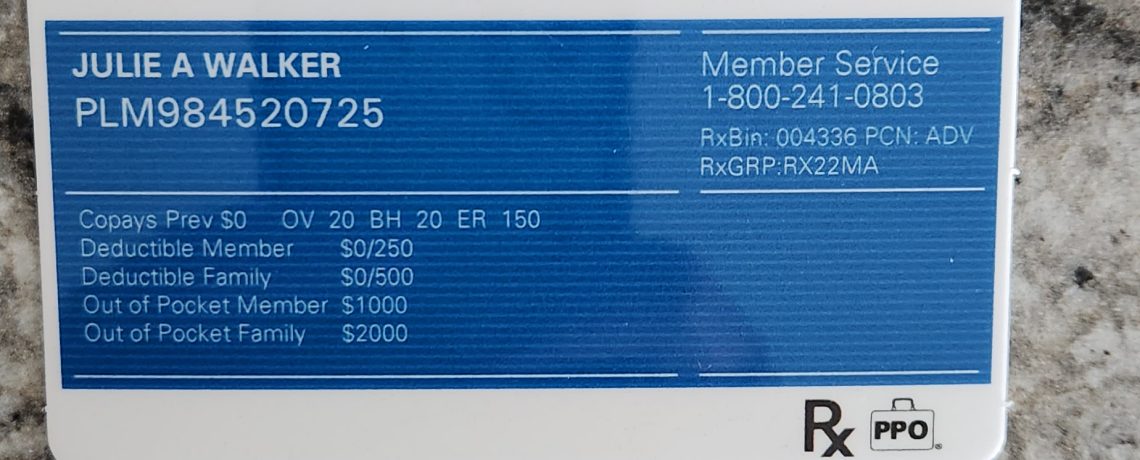 JULIE A WALKER
PLM984520725
Member Service
1-800-241-0803
RxBin: 004336 PCN: ADV
RxGRP:RX22MA
Copays Prev $0 OV 20 BH 20 ER 150
Deductible Member $0/250
Deductible Family $0/500
Out of Pocket Member $1000
Out of Pocket Family $2000
Rx PPO®